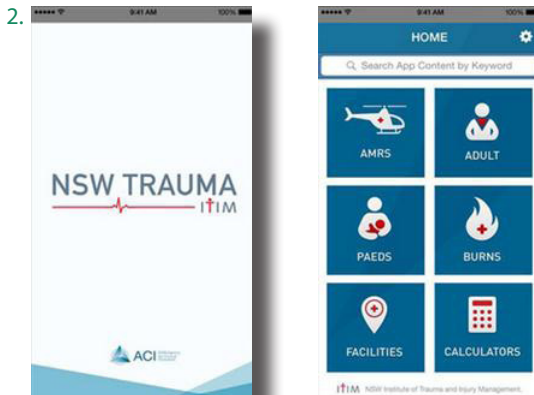 2.
9:41 AM 100%
NSW TRAUMA
ITIM
ACI
9:41 AM 100%
HOME
Search App Content by Keyword
AMRS ADULT
PAEDS BURNS
FACILITIES CALCULATORS
ITIM NSW Institute of Trauma and Injury Management.